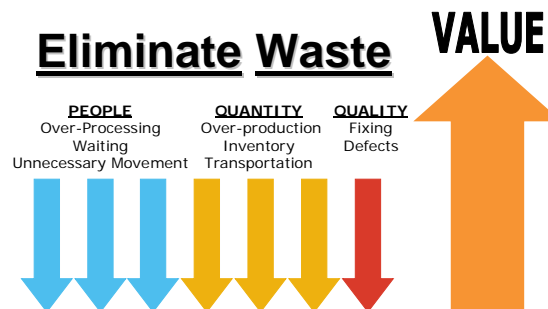 Eliminate Waste
VALUE
PEOPLE
Over-Processing
Waiting
Unnecessary Movement
QUANTITY
Over-production
Inventory
Transportation
QUALITY
Fixing
Defects